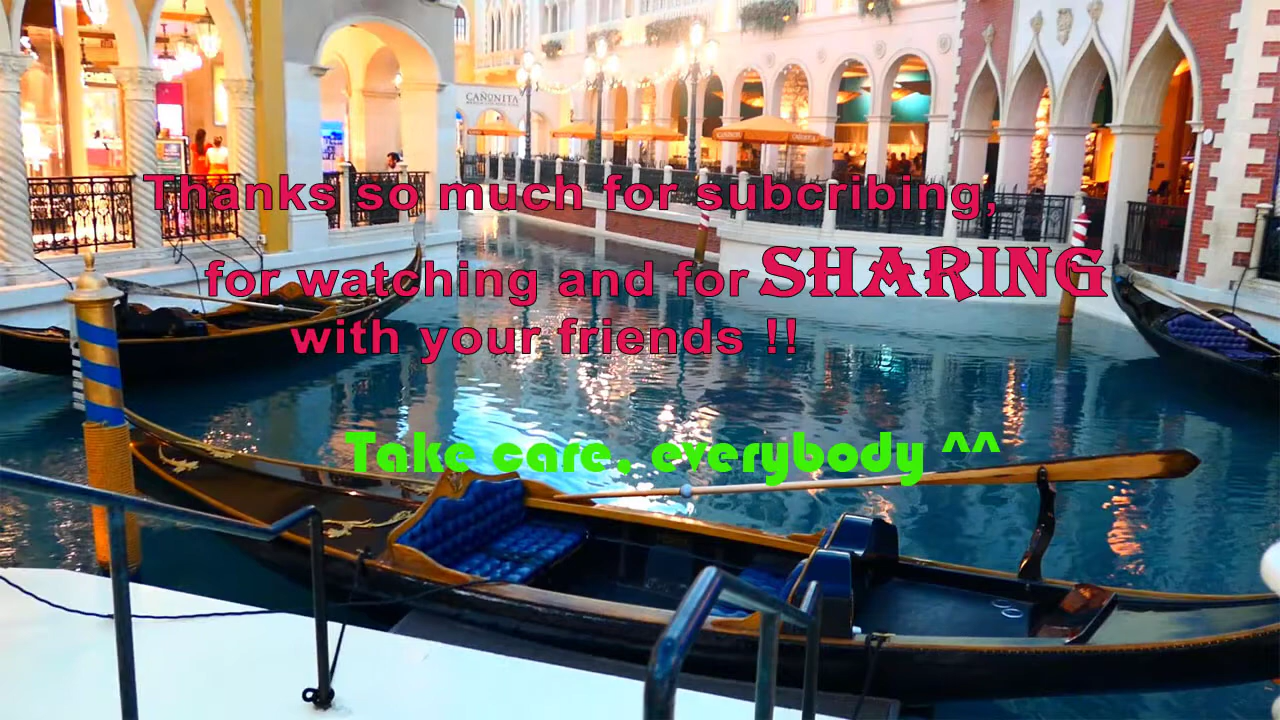 CAÑONITA
Thanks so much for subcribing,
for watching and for SHARING
with your friends !!
Take care, everybody ^^